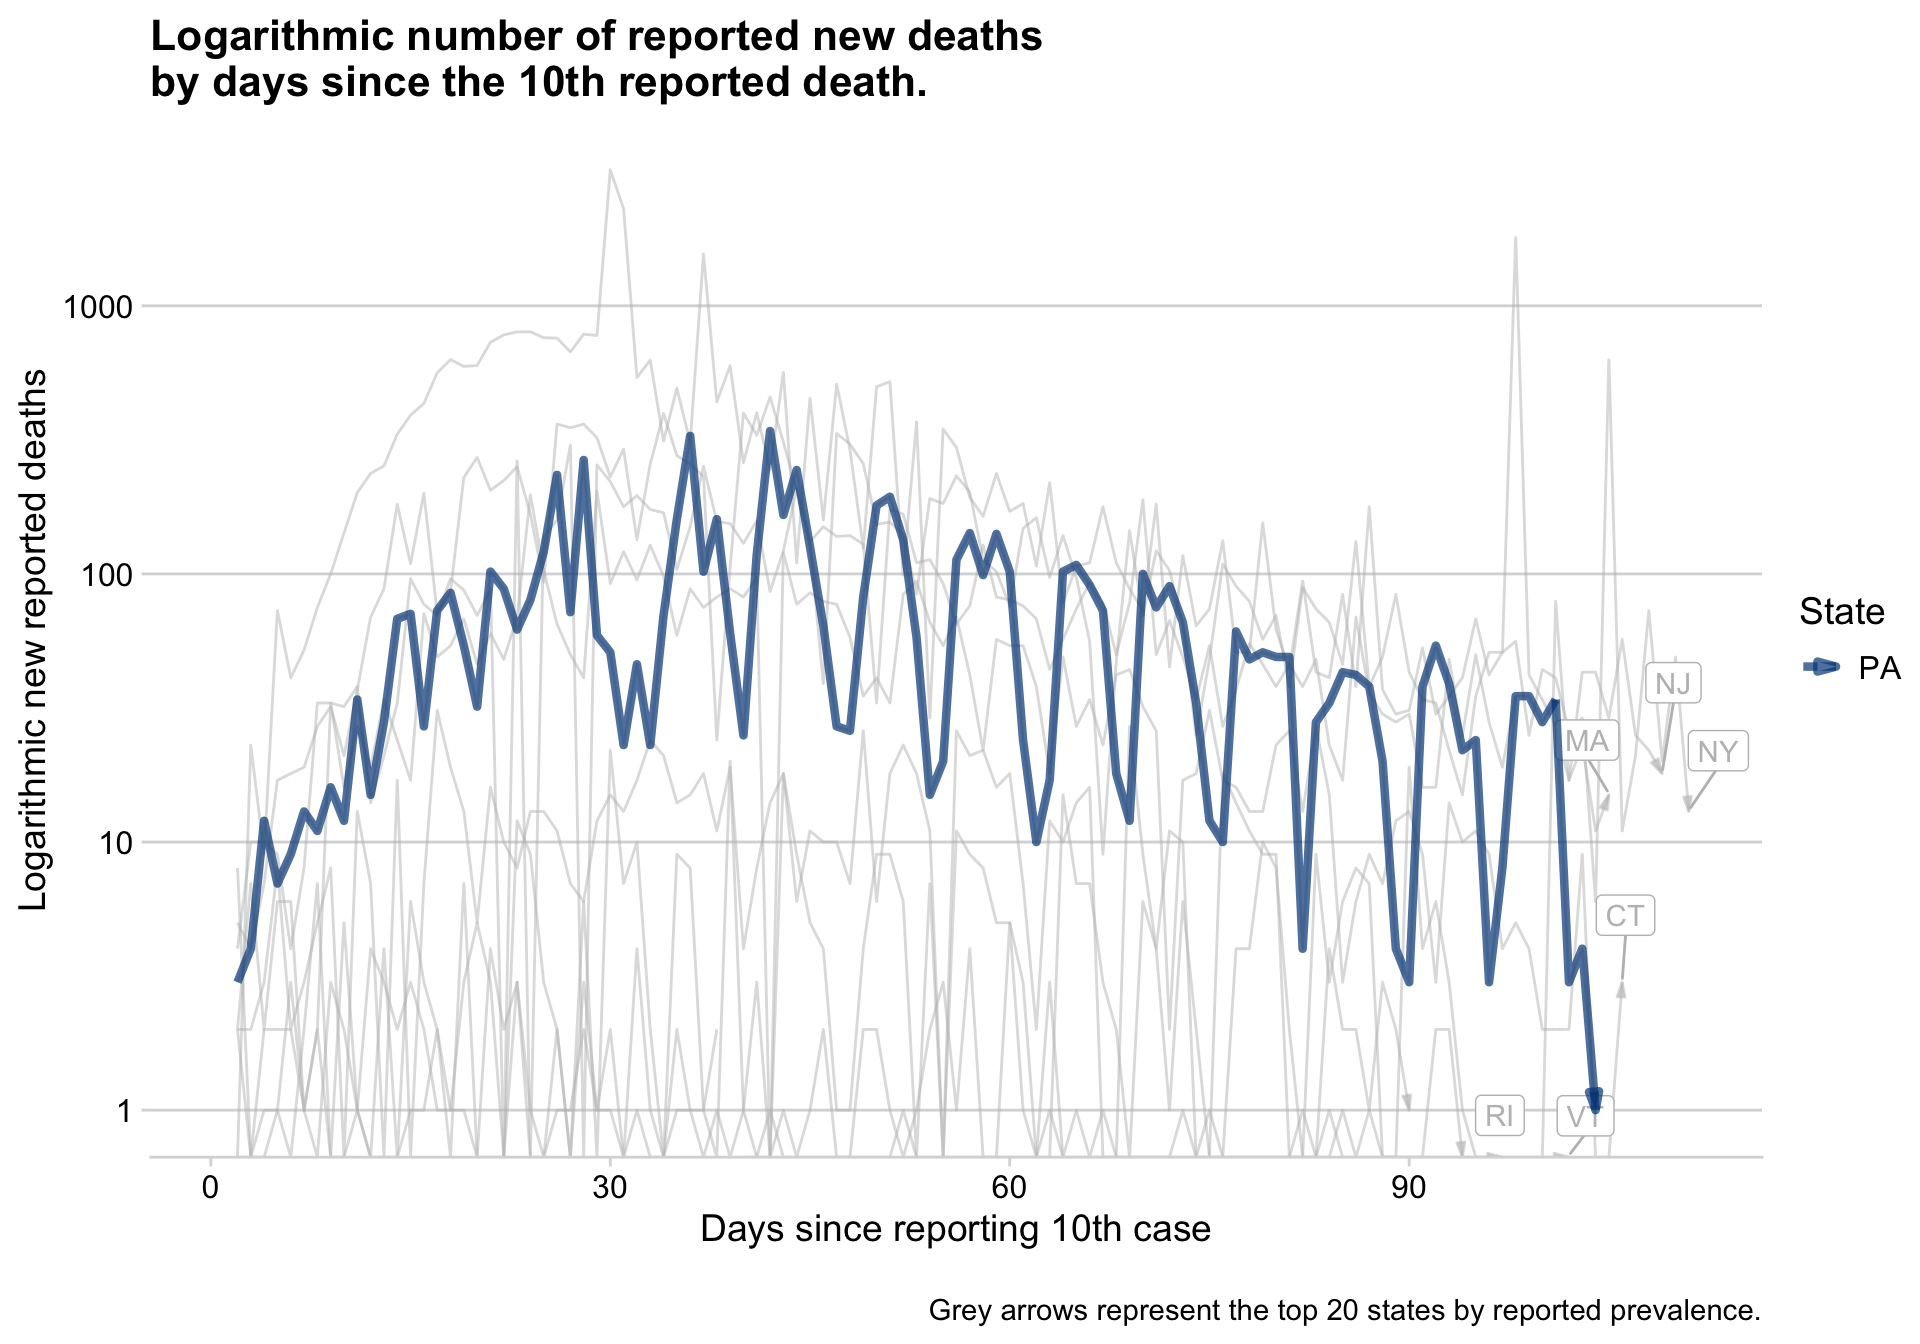 Logarithmic number of reported new deaths
by days since the 10th reported death.
Logarithmic new reported deaths
1000
100
10
1
NJ
MA
NY
CT
RI
VT
State
PA
0
30
60
90
Days since reporting 10th case
Grey arrows represent the top 20 states by reported prevalence.